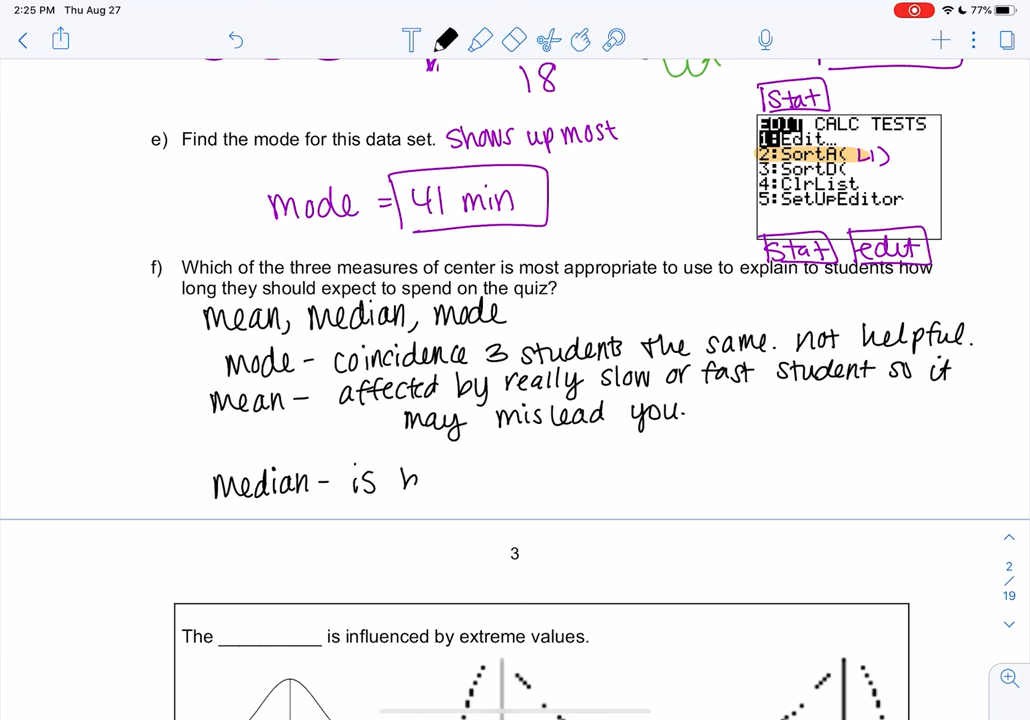 2:25 PM Thu Aug 27
77%
T
18
Stat
EDIT CALC TESTS
1:Edit…
2:SortA( L1)
3:SortD(
4:ClrList
5:SetUpEditor
Stat edit
e) Find the mode for this data set. Shows up most
mode = 41 min
f) Which of the three measures of center is most appropriate to use to explain to students how
long they should expect to spend on the quiz?
mean, median, mode
mode - coincidence 3 students the same. not helpful.
mean - affected by really slow or fast student so it
may mislead you.
median - is
3
2
/
19
The __________ is influenced by extreme values.